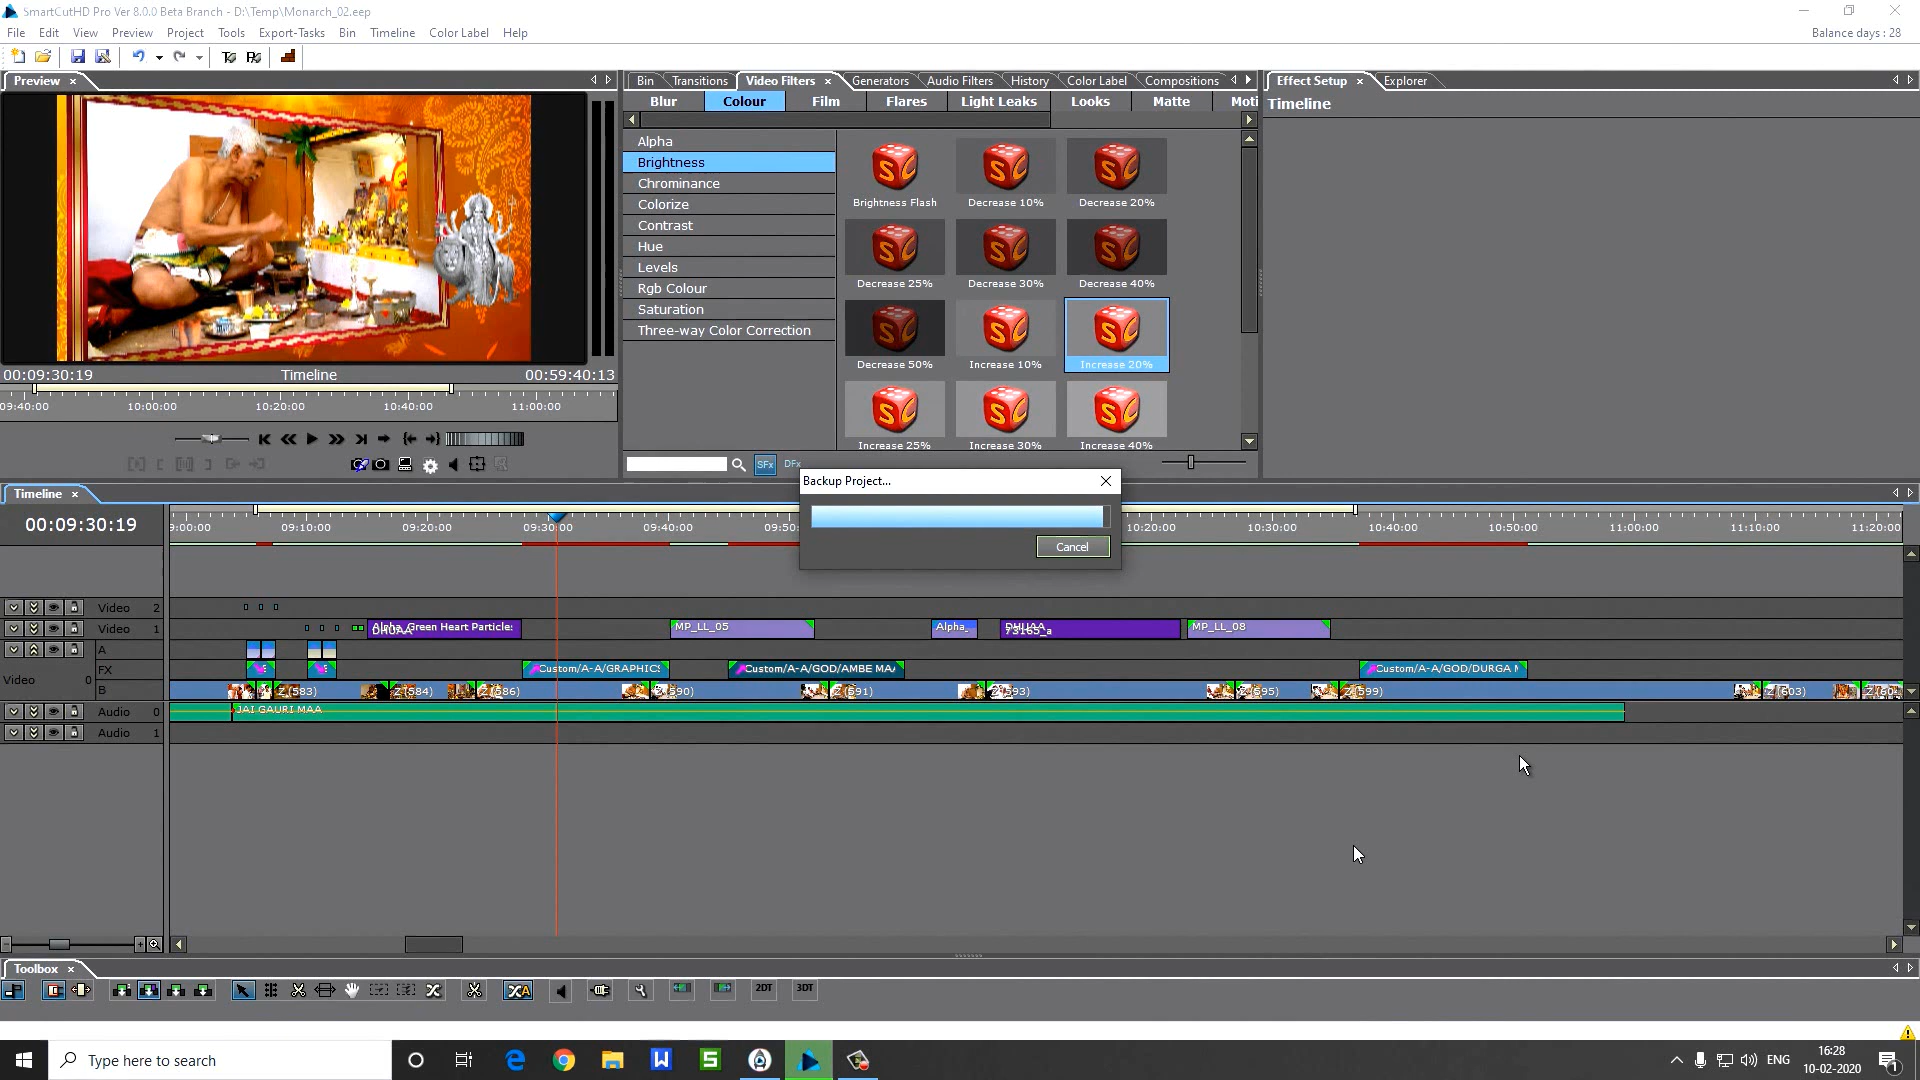 SmartCutHD Pro Ver 8.0.0 Beta Branch - D:\Temp\Monarch_02.eep
File Edit View Preview Project Tools Export-Tasks Bin Timeline Color Label Help
Balance days : 28
Preview
Bin Transitions Video Filters Generators Audio Filters History Color Label Compositions
Effect Setup Explorer
Blur Colour Film Flares Light Leaks Looks Matte Moti
Timeline
Alpha
Brightness
Chrominance
Colorize
Contrast
Hue
Levels
Rgb Colour
Saturation
Three-way Color Correction
Brightness Flash Decrease 10% Decrease 20%
Decrease 25% Decrease 30% Decrease 40%
Decrease 50% Increase 10% Increase 20%
Increase 25% Increase 30% Increase 40%
SFx DFx
00:09:30:19 Timeline 00:59:40:13
09:40:00 10:00:00 10:20:00 10:40:00 11:00:00
Backup Project...
Cancel
Timeline
00:09:30:19
9:00:00 09:10:00 09:20:00 09:30:00 09:40:00 09:50: 10:20:00 10:30:00 10:40:00 10:50:00 11:00:00 11:10:00 11:20:00
Video 2
Video 1
Alpha_Green Heart Particle:
DHUAA
MP_LL_05
Alpha_
DHUAA
73165_a
MP_LL_08
A
Video 0
FX
Custom/A-A/GRAPHICS
Custom/A-A/GOD/AMBE MAA
Custom/A-A/GOD/DURGA M
B
Z (583) Z (584) Z (586) Z (590) Z (591) Z (593) Z (595) Z (599) Z (603) Z (60
Audio 0
JAI GAURI MAA
Audio 1
Toolbox
2DT 3DT
Type here to search
ENG
16:28
10-02-2020